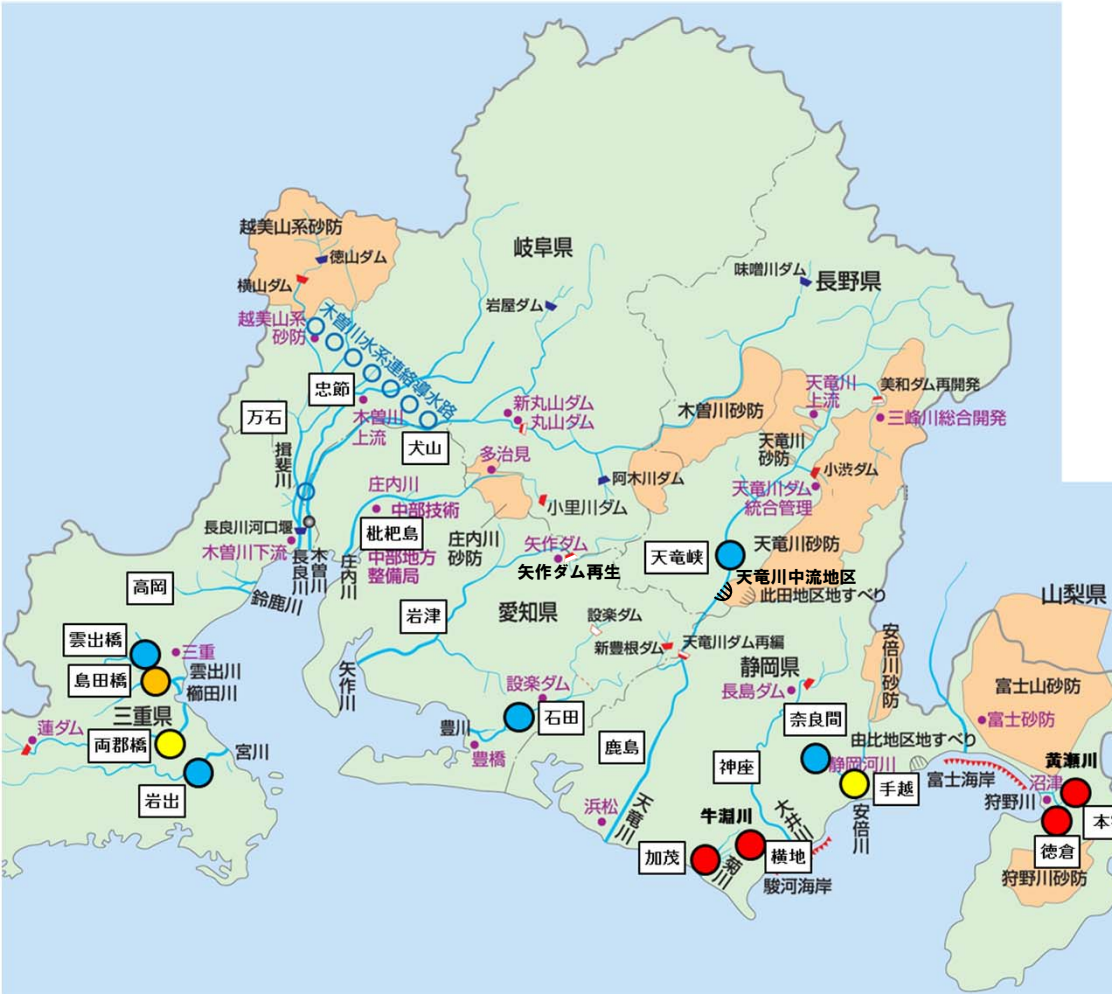 越美山系砂防
徳山ダム
横山ダム
岐阜県
味噌川ダム
長野県
岩屋ダム
越美山系
砂防
木曽川水系連絡導水路
忠節
万石
木曽川
上流
犬山
新丸山ダム
丸山ダム
木曽川砂防
天竜川
上流
美和ダム再開発
三峰川総合開発
揖斐川
多治見
天竜川
砂防
小渋ダム
阿木川ダム
天竜川ダム
統合管理
庄内川
中部技術
小里川ダム
長良川河口堰
木曽川下流
長良川
木曽川
枇杷島
庄内川
砂防
中部地方
整備局
庄内川
矢作ダム
矢作ダム再生
天竜峡
天竜川砂防
天竜川中流地区
此田地区地すべり
高岡
鈴鹿川
岩津
愛知県
設楽ダム
山梨県
雲出橋
三重
雲出川
島田橋
櫛田川
矢作川
新豊根ダム
天竜川ダム再編
静岡県
安倍川砂防
長島ダム
富士山砂防
三重県
蓮ダム
両郡橋
宮川
岩出
設楽ダム
石田
豊川
豊橋
鹿島
奈良間
由比地区地すべり
富士砂防
神座
静岡河川
手越
富士海岸
黄瀬川
沼津
狩野川
本
浜松
天竜川
牛淵川
大井川
安倍川
加茂
菊川
横地
駿河海岸
徳倉
狩野川砂防